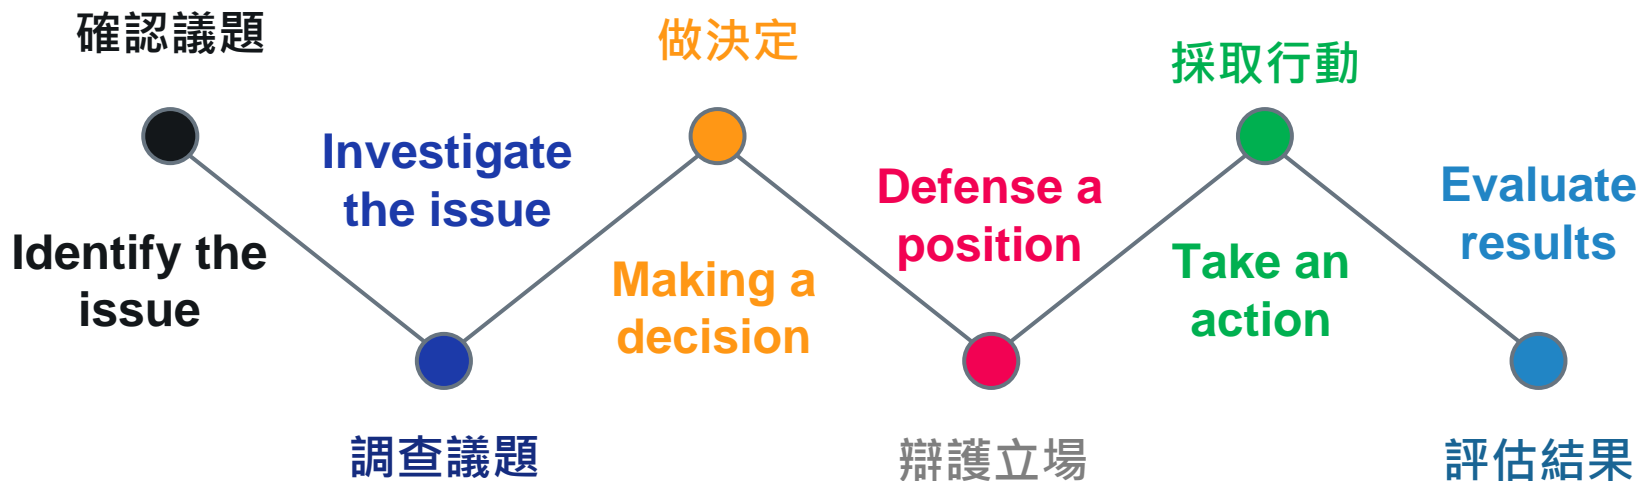 確認議題
Identify the
issue
Investigate
the issue
調查議題
做決定
Making a
decision
Defense a
position
辯護立場
採取行動
Take an
action
Evaluate
results
評估結果